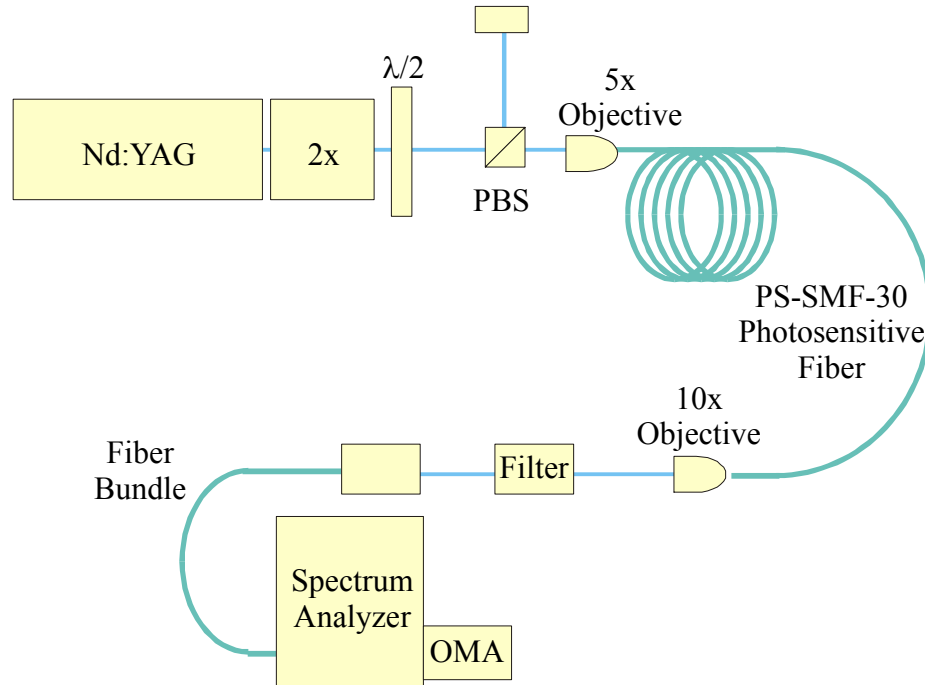 λ/2
5x
Objective
Nd:YAG
2x
PBS
PS-SMF-30
Photosensitive
Fiber
10x
Objective
Fiber
Bundle
Filter
Spectrum
Analyzer
OMA